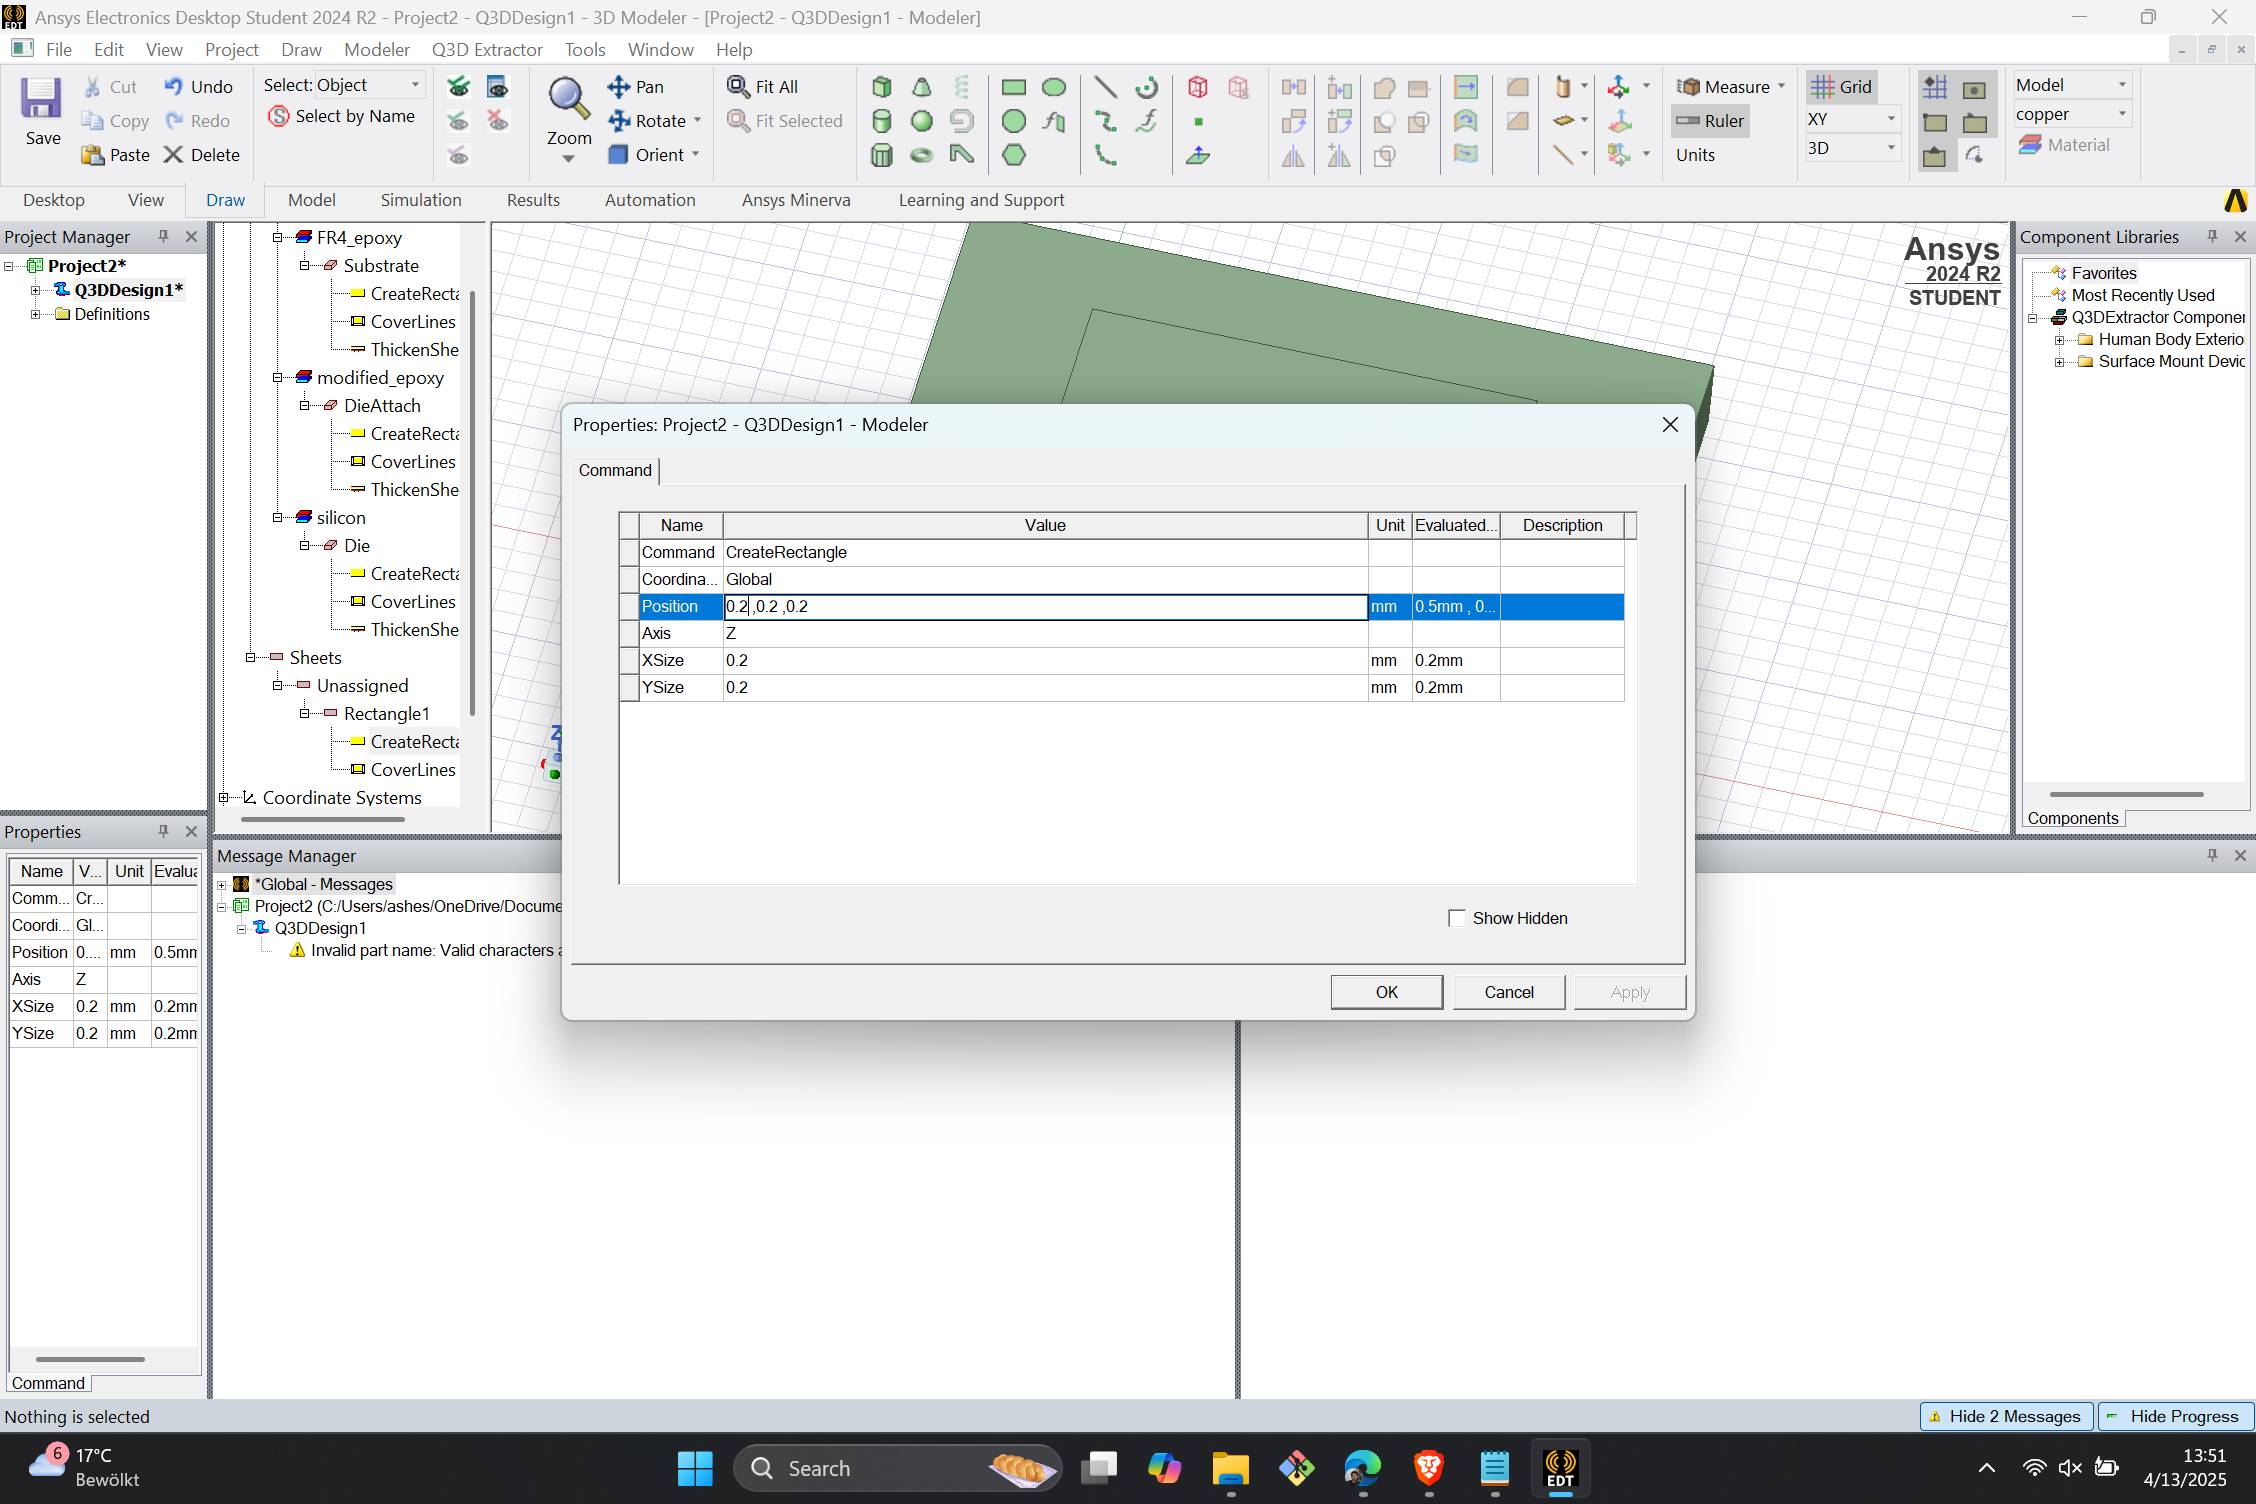 Ansys Electronics Desktop Student 2024 R2 - Project2 - Q3DDesign1 - 3D Modeler - [Project2 - Q3DDesign1 - Modeler]
File Edit View Project Draw Modeler Q3D Extractor Tools Window Help
Save
Cut
Copy
Paste
Undo
Redo
Delete
Select: Object
Select by Name
Zoom
Pan
Rotate
Orient
Fit All
Fit Selected
Measure
Ruler
Units
Grid
XY
3D
Model
copper
Material
Desktop View Draw Model Simulation Results Automation Ansys Minerva Learning and Support
Project Manager
Project2*
Q3DDesign1*
Definitions
FR4_epoxy
Substrate
CreateRecta
CoverLines
ThickenShe
modified_epoxy
DieAttach
CreateRecta
CoverLines
ThickenShe
silicon
Die
CreateRecta
CoverLines
ThickenShe
Sheets
Unassigned
Rectangle1
CreateRecta
CoverLines
Coordinate Systems
Ansys
2024 R2
STUDENT
Component Libraries
Favorites
Most Recently Used
Q3DExtractor Componer
Human Body Exterio
Surface Mount Devic
Components
Properties: Project2 - Q3DDesign1 - Modeler
Command
Name Value Unit Evaluated... Description
Command CreateRectangle
Coordina... Global
Position 0.2 ,0.2 ,0.2 mm 0.5mm , 0...
Axis Z
XSize 0.2 mm 0.2mm
YSize 0.2 mm 0.2mm
Show Hidden
OK Cancel Apply
Properties
Name V... Unit Evalua
Comm... Cr...
Coordi... Gl...
Position 0.... mm 0.5mm
Axis Z
XSize 0.2 mm 0.2mm
YSize 0.2 mm 0.2mm
Command
Message Manager
*Global - Messages
Project2 (C:/Users/ashes/OneDrive/Docume
Q3DDesign1
Invalid part name: Valid characters a
Nothing is selected
Hide 2 Messages
Hide Progress
6
17°C
Bewölkt
Search
EDT
13:51
4/13/2025